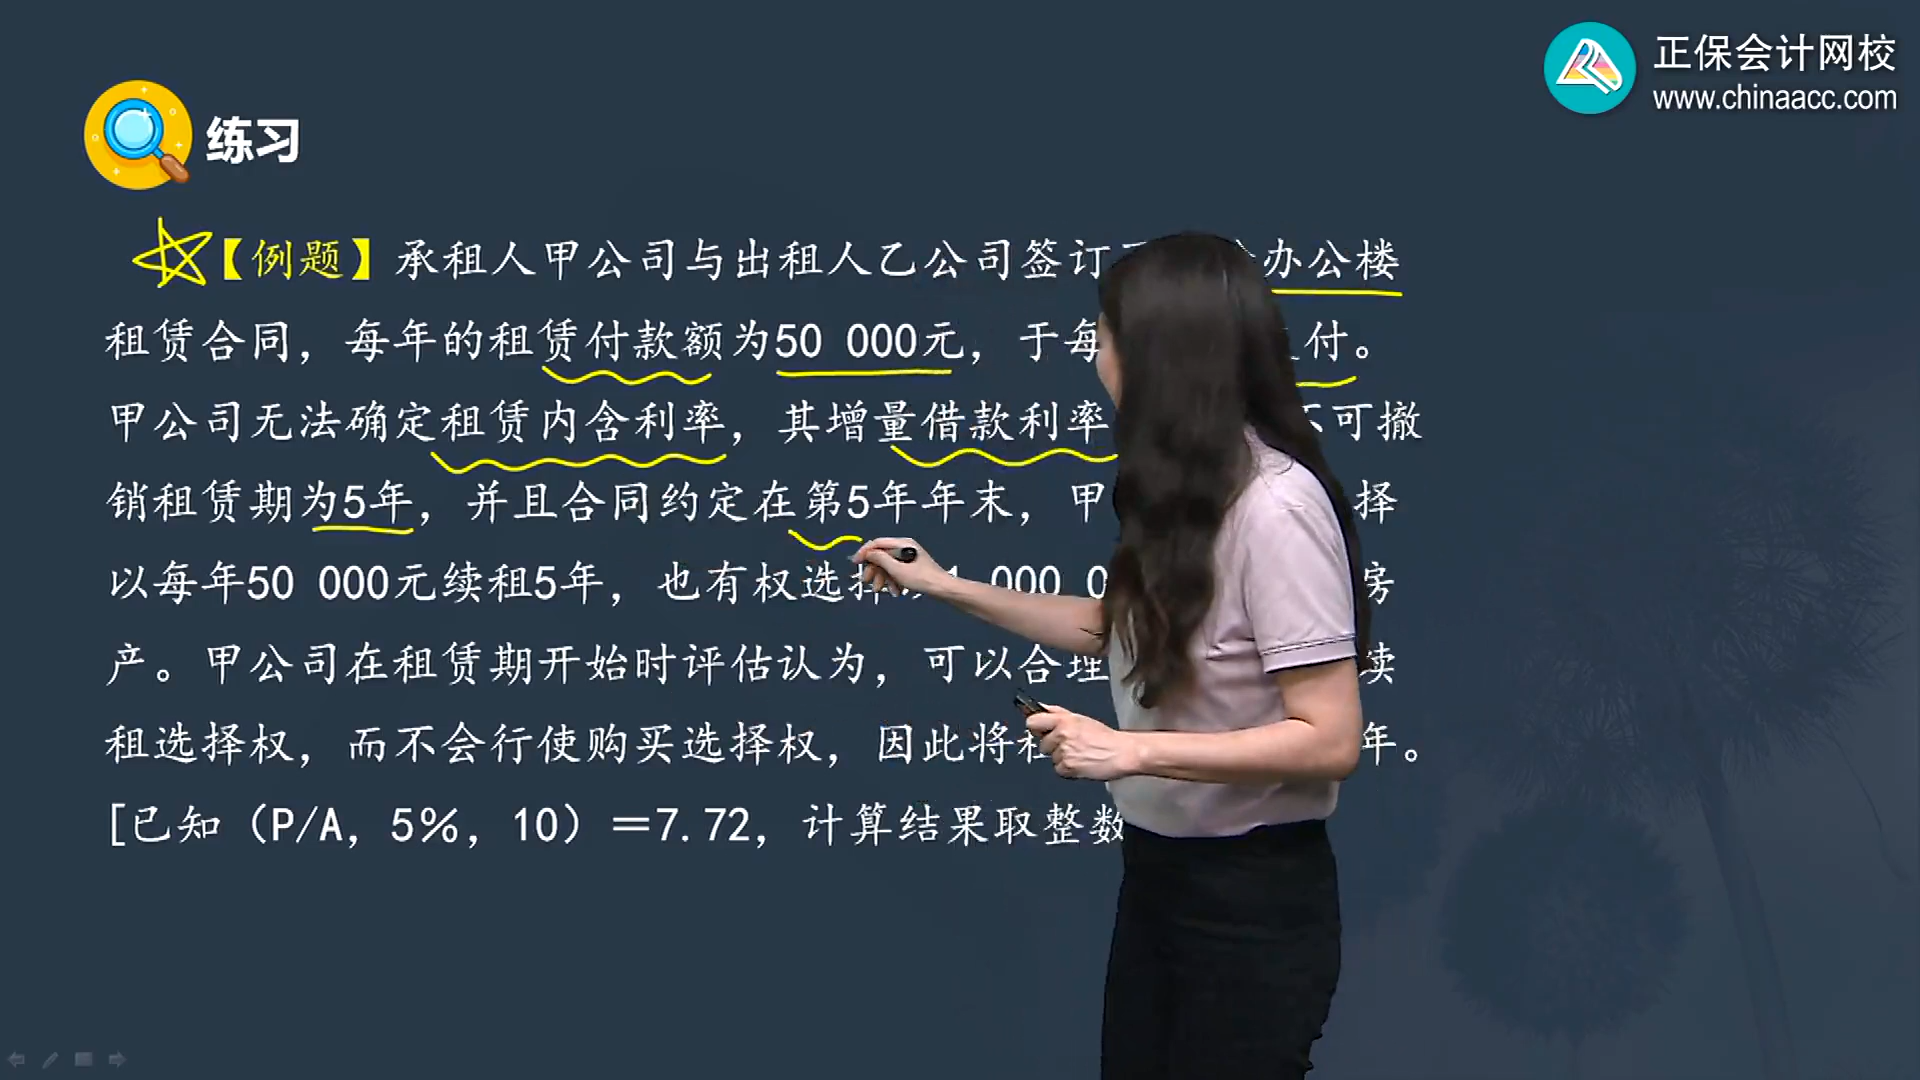 正保会计网校
www.chinaacc.com
练习
【例题】承租人甲公司与出租人乙公司签订 办公楼
租赁合同，每年的租赁付款额为50 000元，于每 付。
甲公司无法确定租赁内含利率，其增量借款利率 不可撤
销租赁期为5年，并且合同约定在第5年年末，甲 择
以每年50 000元续租5年，也有权选择 000 房
产。甲公司在租赁期开始时评估认为，可以合理 续
租选择权，而不会行使购买选择权，因此将租 年。
[已知（P/A，5%，10）＝7.72，计算结果取整数